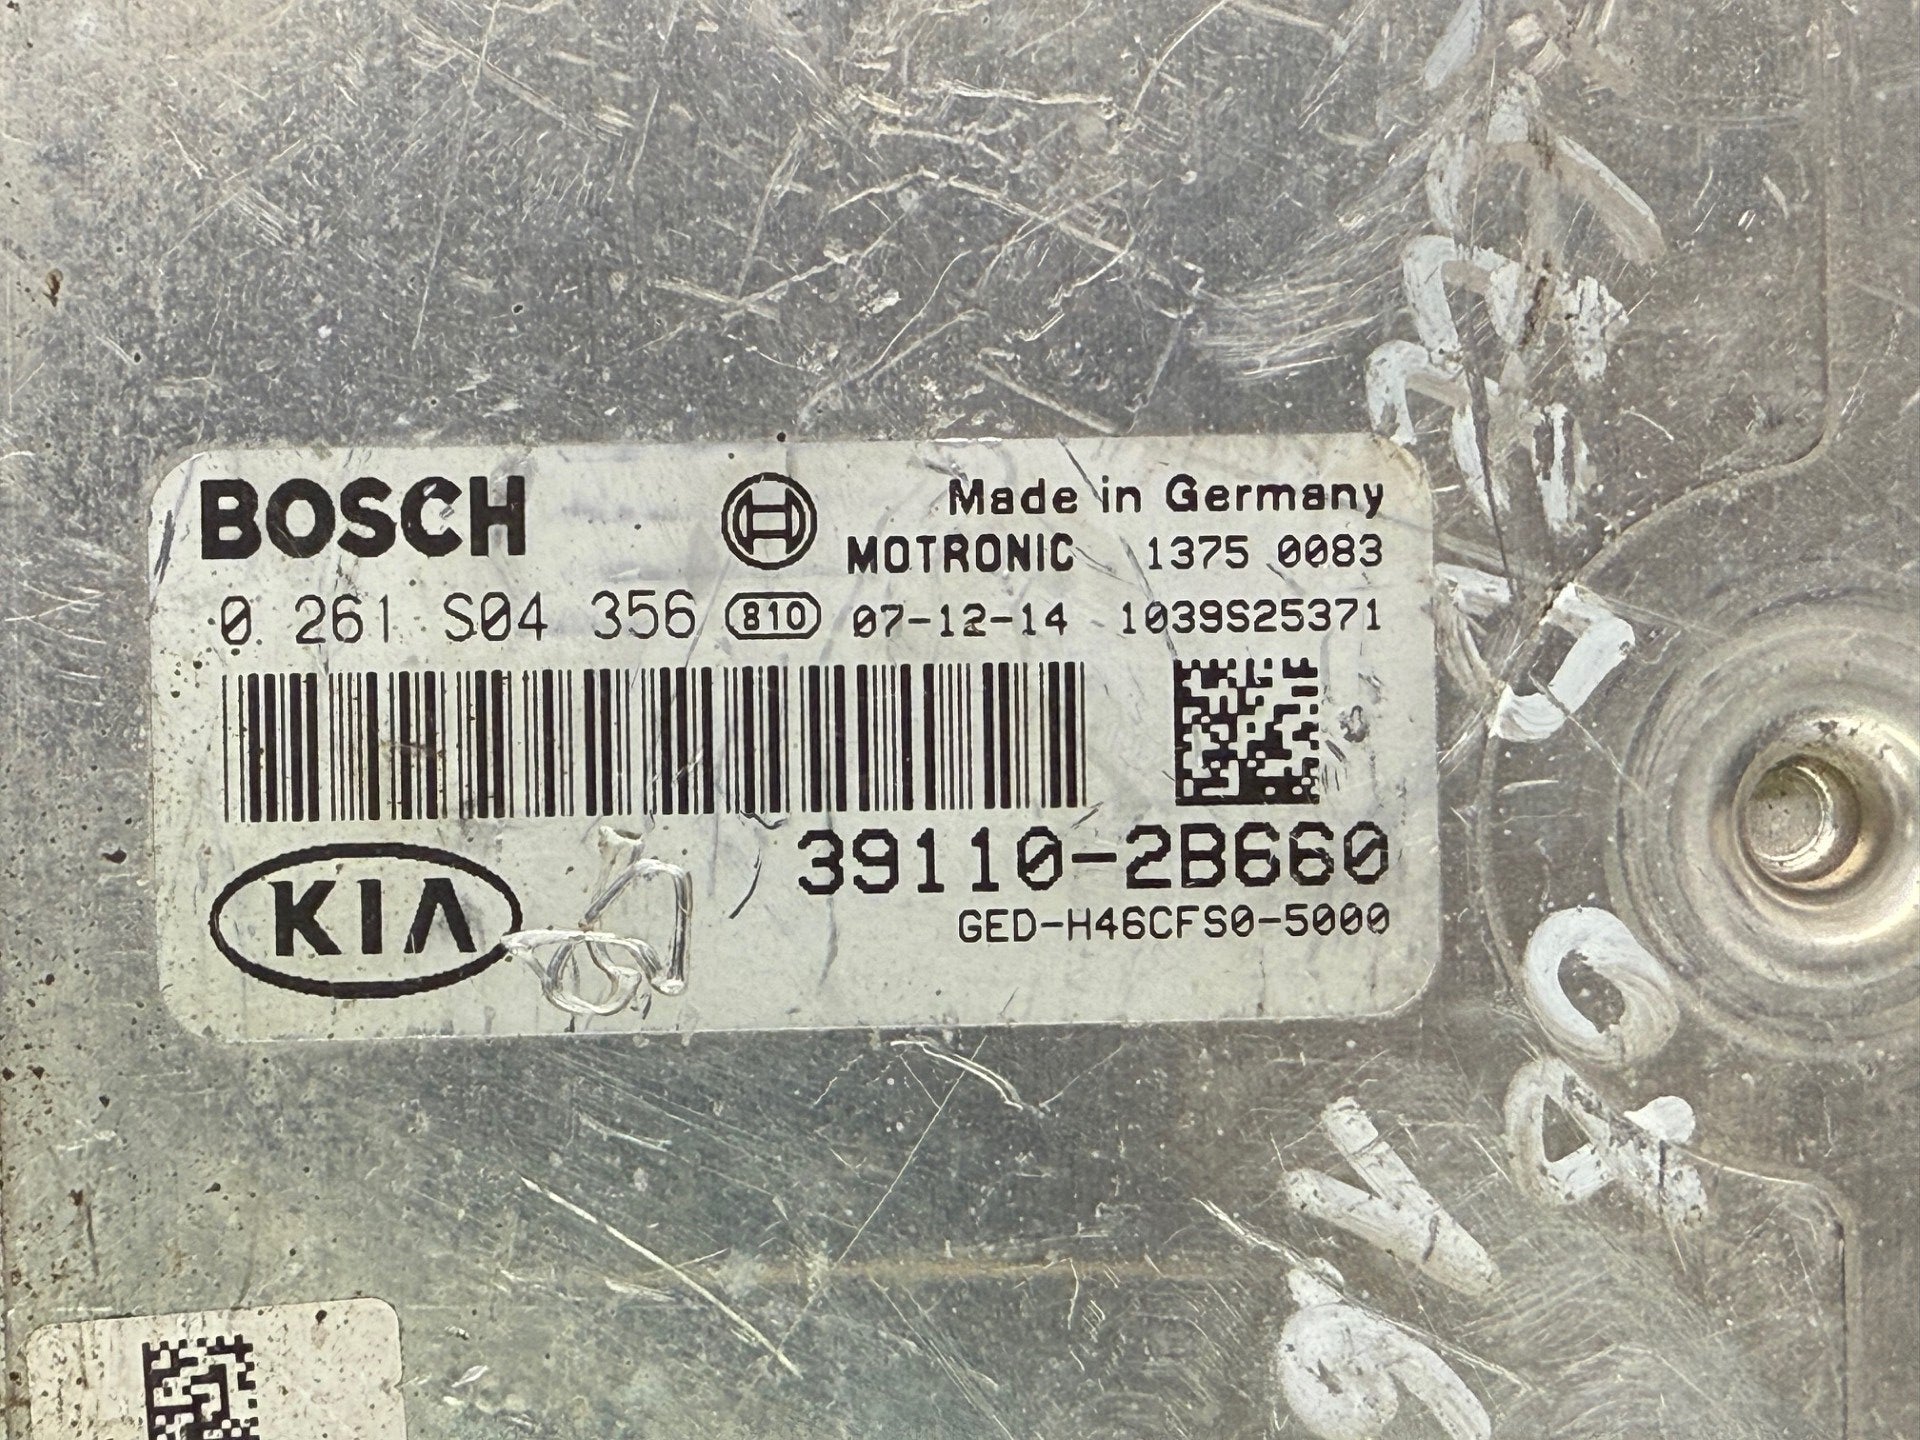 BOSCH
Made in Germany
MOTRONIC 1375 0083
0 261 S04 356 810 07-12-14 1039S25371
39110-2B660
KIA
GED-H46CFS0-5000